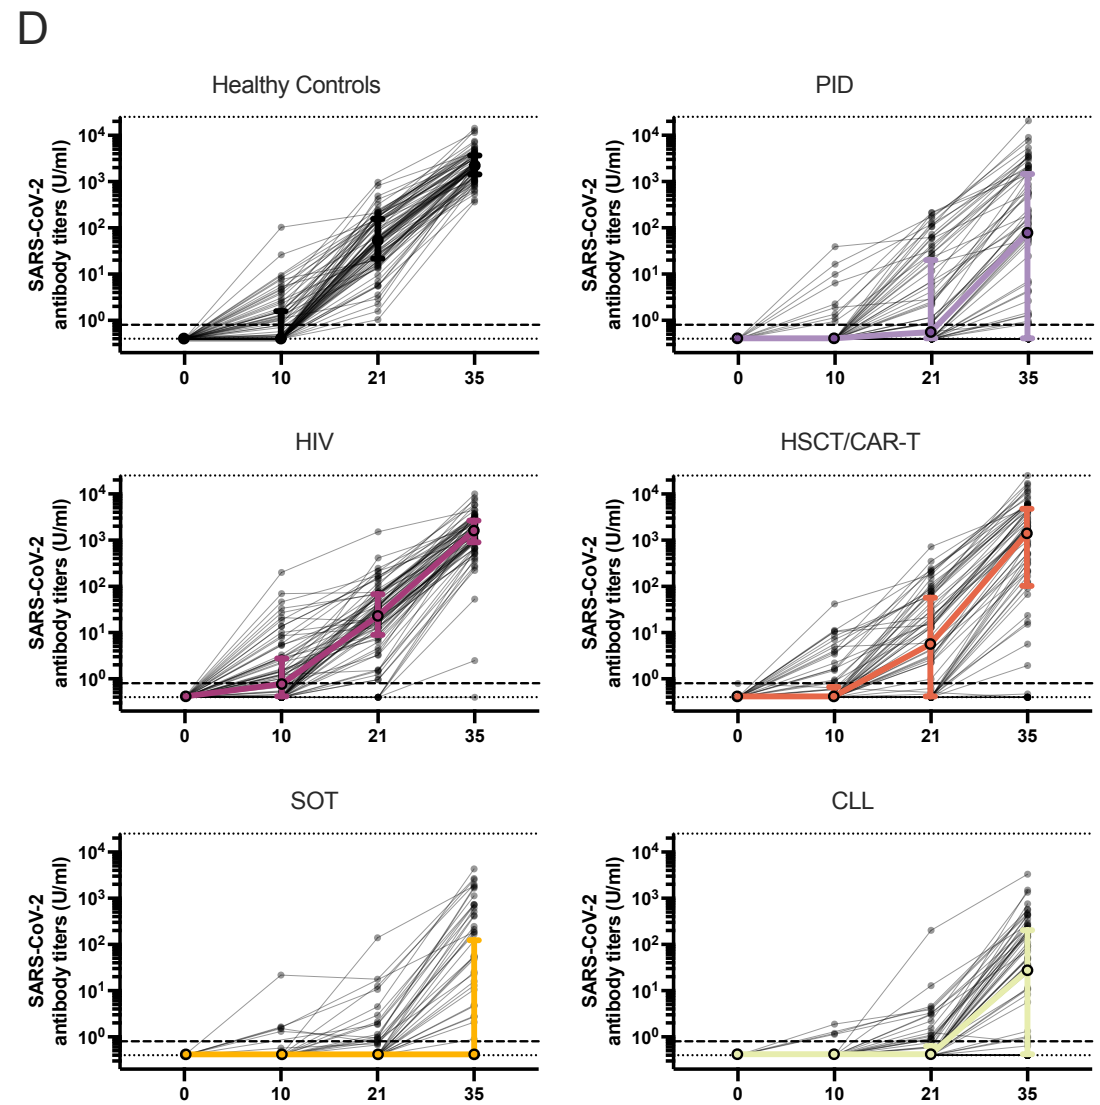 D
Healthy Controls
SARS-CoV-2
antibody titers (U/ml)
10⁴
10³
10²
10¹
10⁰
0 10 21 35
PID
SARS-CoV-2
antibody titers (U/ml)
10⁴
10³
10²
10¹
10⁰
0 10 21 35
HIV
SARS-CoV-2
antibody titers (U/ml)
10⁴
10³
10²
10¹
10⁰
0 10 21 35
HSCT/CAR-T
SARS-CoV-2
antibody titers (U/ml)
10⁴
10³
10²
10¹
10⁰
0 10 21 35
SOT
SARS-CoV-2
antibody titers (U/ml)
10⁴
10³
10²
10¹
10⁰
0 10 21 35
CLL
SARS-CoV-2
antibody titers (U/ml)
10⁴
10³
10²
10¹
10⁰
0 10 21 35